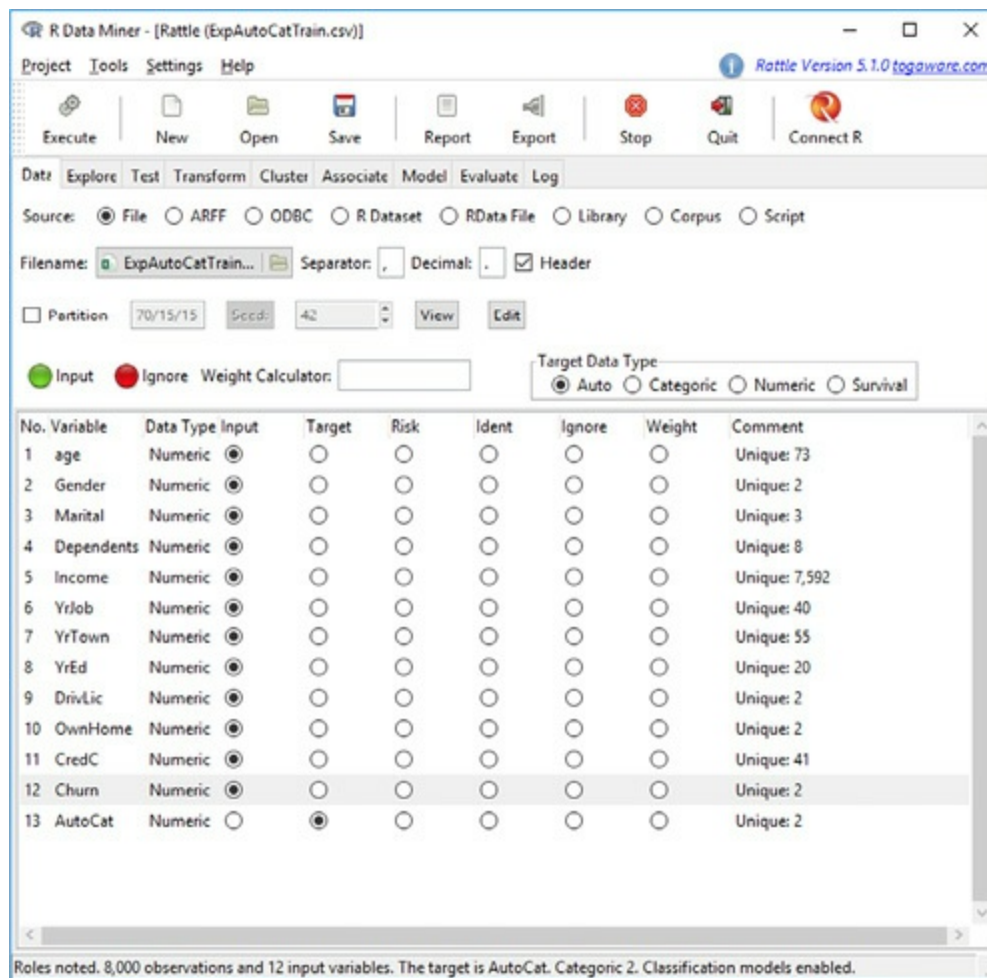 R Data Miner - [Rattle (ExpAutoCatTrain.csv)]
Project Tools Settings Help Rattle Version 5.1.0 togaware.com
Execute New Open Save Report Export Stop Quit Connect R
Data Explore Test Transform Cluster Associate Model Evaluate Log
Source: File ARFF ODBC R Dataset RData File Library Corpus Script
Filename: ExpAutoCatTrain... Separator: , Decimal: . Header
Partition 70/15/15 Seed: 42 View Edit
Target Data Type
Input Ignore Weight Calculator: Auto Categoric Numeric Survival
No. Variable Data Type Input Target Risk Ident Ignore Weight Comment
1 age Numeric Unique: 73
2 Gender Numeric Unique: 2
3 Marital Numeric Unique: 3
4 Dependents Numeric Unique: 8
5 Income Numeric Unique: 7,592
6 YrJob Numeric Unique: 40
7 YrTown Numeric Unique: 55
8 YrEd Numeric Unique: 20
9 DrivLic Numeric Unique: 2
10 OwnHome Numeric Unique: 2
11 CredC Numeric Unique: 41
12 Churn Numeric Unique: 2
13 AutoCat Numeric Unique: 2
Roles noted. 8,000 observations and 12 input variables. The target is AutoCat. Categoric 2. Classification models enabled.